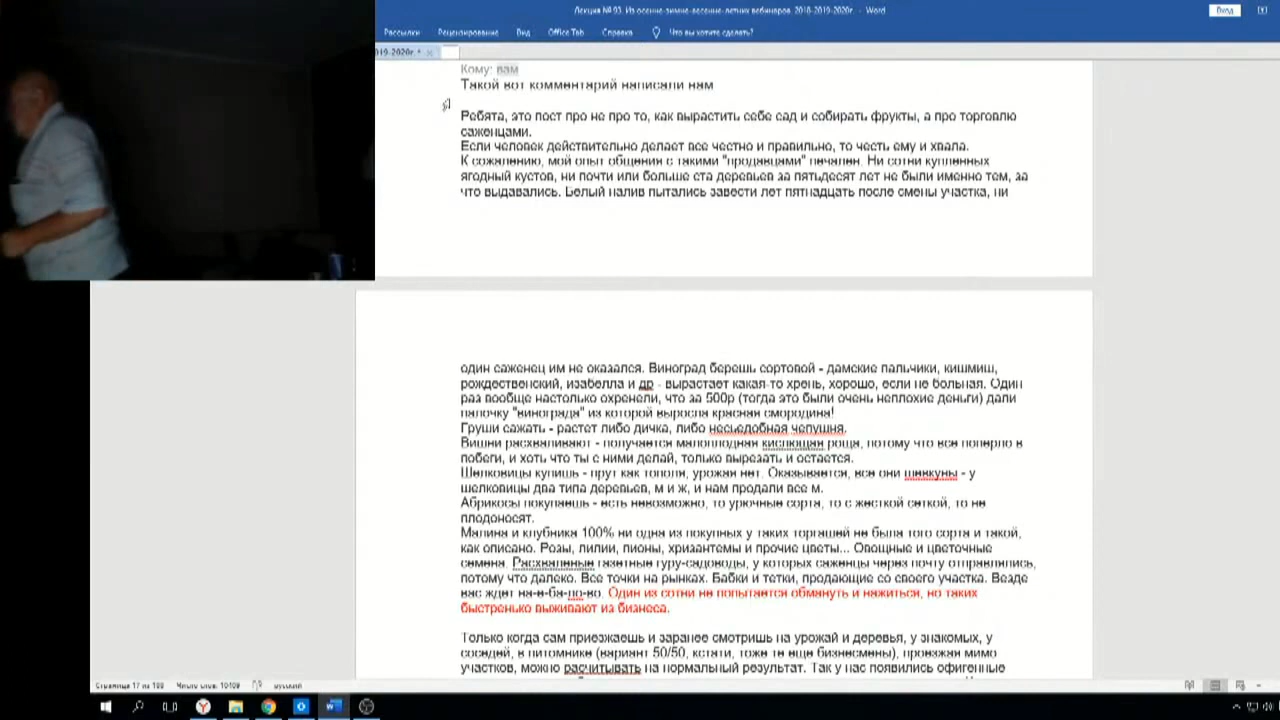 Лекция № 93. Из осенне-зимне-весенне-летних вебинаров. 2018-2019-2020г. - Word
Вход
Рассылки Рецензирование Вид Office Tab Справка Что вы хотите сделать?
019-2020г. *
Кому: вам
Такой вот комментарий написали нам
Ребята, это пост про не про то, как вырастить себе сад и собирать фрукты, а про торговлю
саженцами.
Если человек действительно делает все честно и правильно, то честь ему и хвала.
К сожалению, мой опыт общения с такими "продавцами" печален. Ни сотни купленных
ягодный кустов, ни почти или больше ста деревьев за пятьдесят лет не были именно тем, за
что выдавались. Белый налив пытались завести лет пятнадцать после смены участка, ни
один саженец им не оказался. Виноград берешь сортовой - дамские пальчики, кишмиш,
рождественский, изабелла и др - вырастает какая-то хрень, хорошо, если не больная. Один
раз вообще настолько охренели, что за 500р (тогда это были очень неплохие деньги) дали
палочку "винограда" из которой выросла красная смородина!
Груши сажать - растет либо дичка, либо несъедобная чепушня.
Вишни расхваливают - получается малоплодная кислющая роща, потому что все поперло в
побеги, и хоть что ты с ними делай, только вырезать и остается.
Шелковицы купишь - прут как тополя, урожая нет. Оказывается, все они шевкуны - у
шелковицы два типа деревьев, м и ж, и нам продали все м.
Абрикосы покупаешь - есть невозможно, то урючные сорта, то с жесткой сеткой, то не
плодоносят.
Малина и клубника 100% ни одна из покупных у таких торгашей не была того сорта и такой,
как описано. Розы, лилии, пионы, хризантемы и прочие цветы... Овощные и цветочные
семена. Расхваленые газетные гуру-садоводы, у которых саженцы через почту отправлялись,
потому что далеко. Все точки на рынках. Бабки и тетки, продающие со своего участка. Везде
вас ждет на-е-ба-ло-во. Один из сотни не попытается обмануть и нажиться, но таких
быстренько выживают из бизнеса.
Только когда сам приезжаешь и заранее смотришь на урожай и деревья, у знакомых, у
соседей, в питомнике (вариант 50/50, кстати, тоже те еще бизнесмены), проезжая мимо
участков, можно расчитывать на нормальный результат. Так у нас появились офигенные
Страница 17 из 188 Число слов: 10409 русский